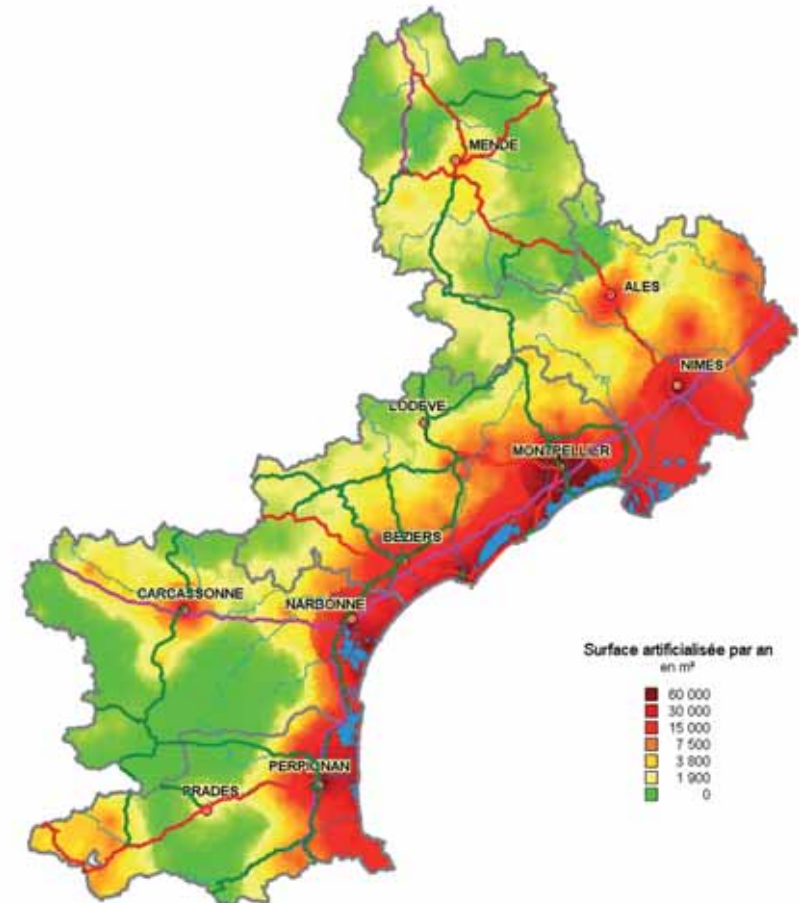 MENDE
ALES
NIMES
LODEVE
MONTPELLIER
BEZIERS
CARCASSONNE
NARBONNE
PERPIGNAN
PRADES
Surface artificialisée par an
en m²
60 000
30 000
15 000
7 500
3 800
1 900
0